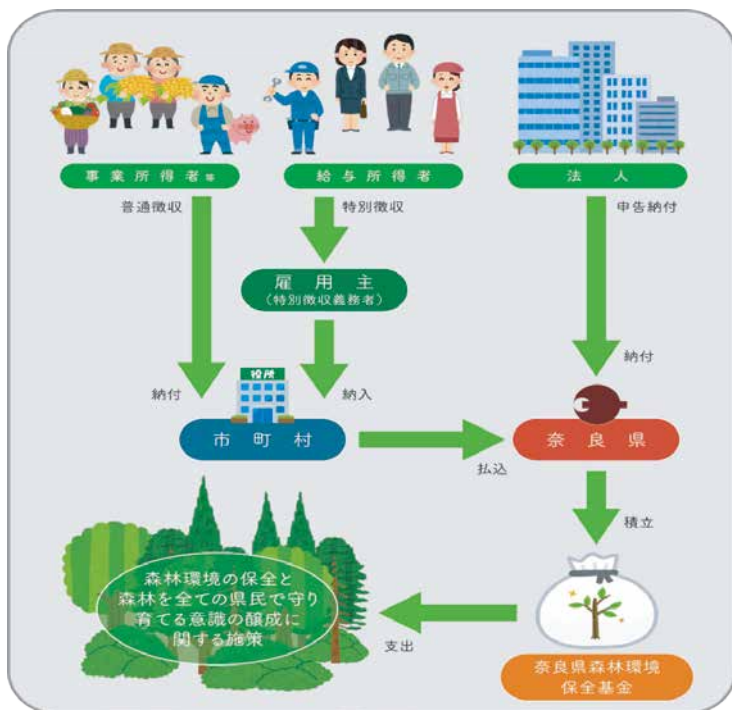 事業所得者等
給与所得者
法人
普通徴収
特別徴収
申告納付
雇用主
(特別徴収義務者)
納付
納入
納付
役所
市町村
奈良県
払込
積立
森林環境の保全と
森林を全ての県民で守り
育てる意識の醸成に
関する施策
支出
奈良県森林環境
保全基金